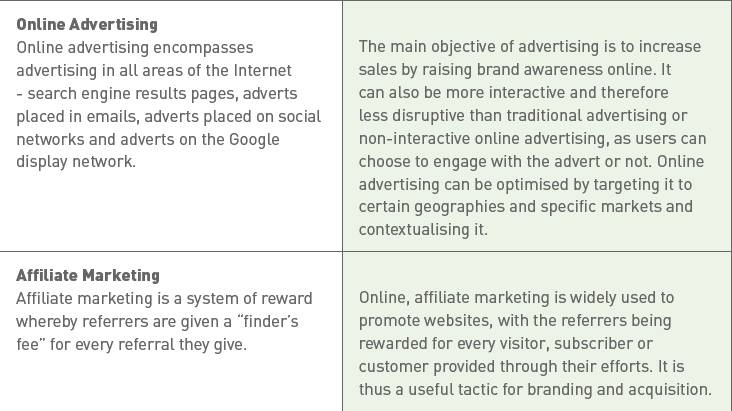 Online Advertising
Online advertising encompasses
advertising in all areas of the Internet
- search engine results pages, adverts
placed in emails, adverts placed on social
networks and adverts on the Google
display network.
The main objective of advertising is to increase
sales by raising brand awareness online. It
can also be more interactive and therefore
less disruptive than traditional advertising or
non-interactive online advertising, as users can
choose to engage with the advert or not. Online
advertising can be optimised by targeting it to
certain geographies and specific markets and
contextualising it.
Affiliate Marketing
Affiliate marketing is a system of reward
whereby referrers are given a “finder’s
fee” for every referral they give.
Online, affiliate marketing is widely used to
promote websites, with the referrers being
rewarded for every visitor, subscriber or
customer provided through their efforts. It is
thus a useful tactic for branding and acquisition.